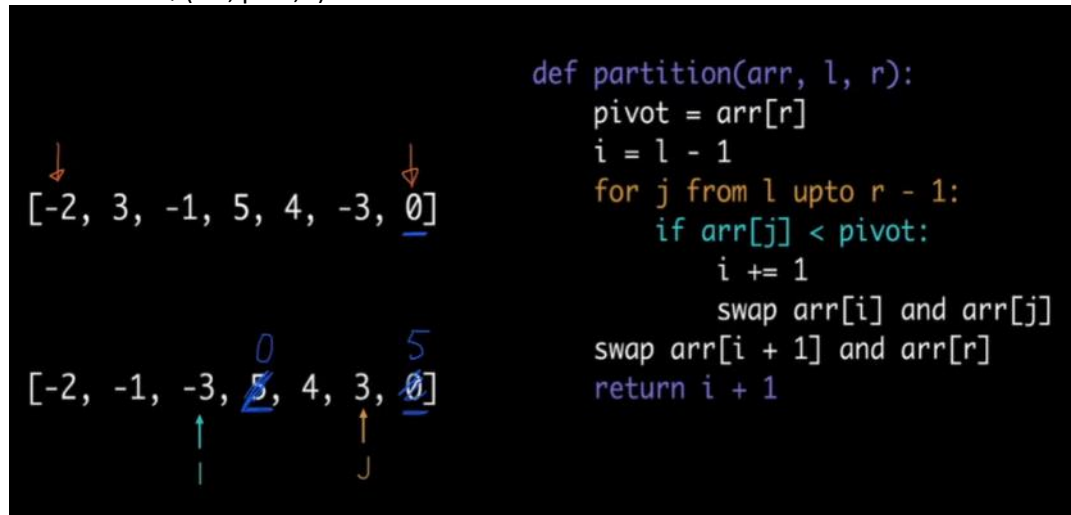 [-2, 3, -1, 5, 4, -3, 0]
0 5
[-2, -1, -3, 5, 4, 3, 0]
I J
def partition(arr, l, r):
pivot = arr[r]
i = l - 1
for j from l upto r - 1:
if arr[j] < pivot:
i += 1
swap arr[i] and arr[j]
swap arr[i + 1] and arr[r]
return i + 1